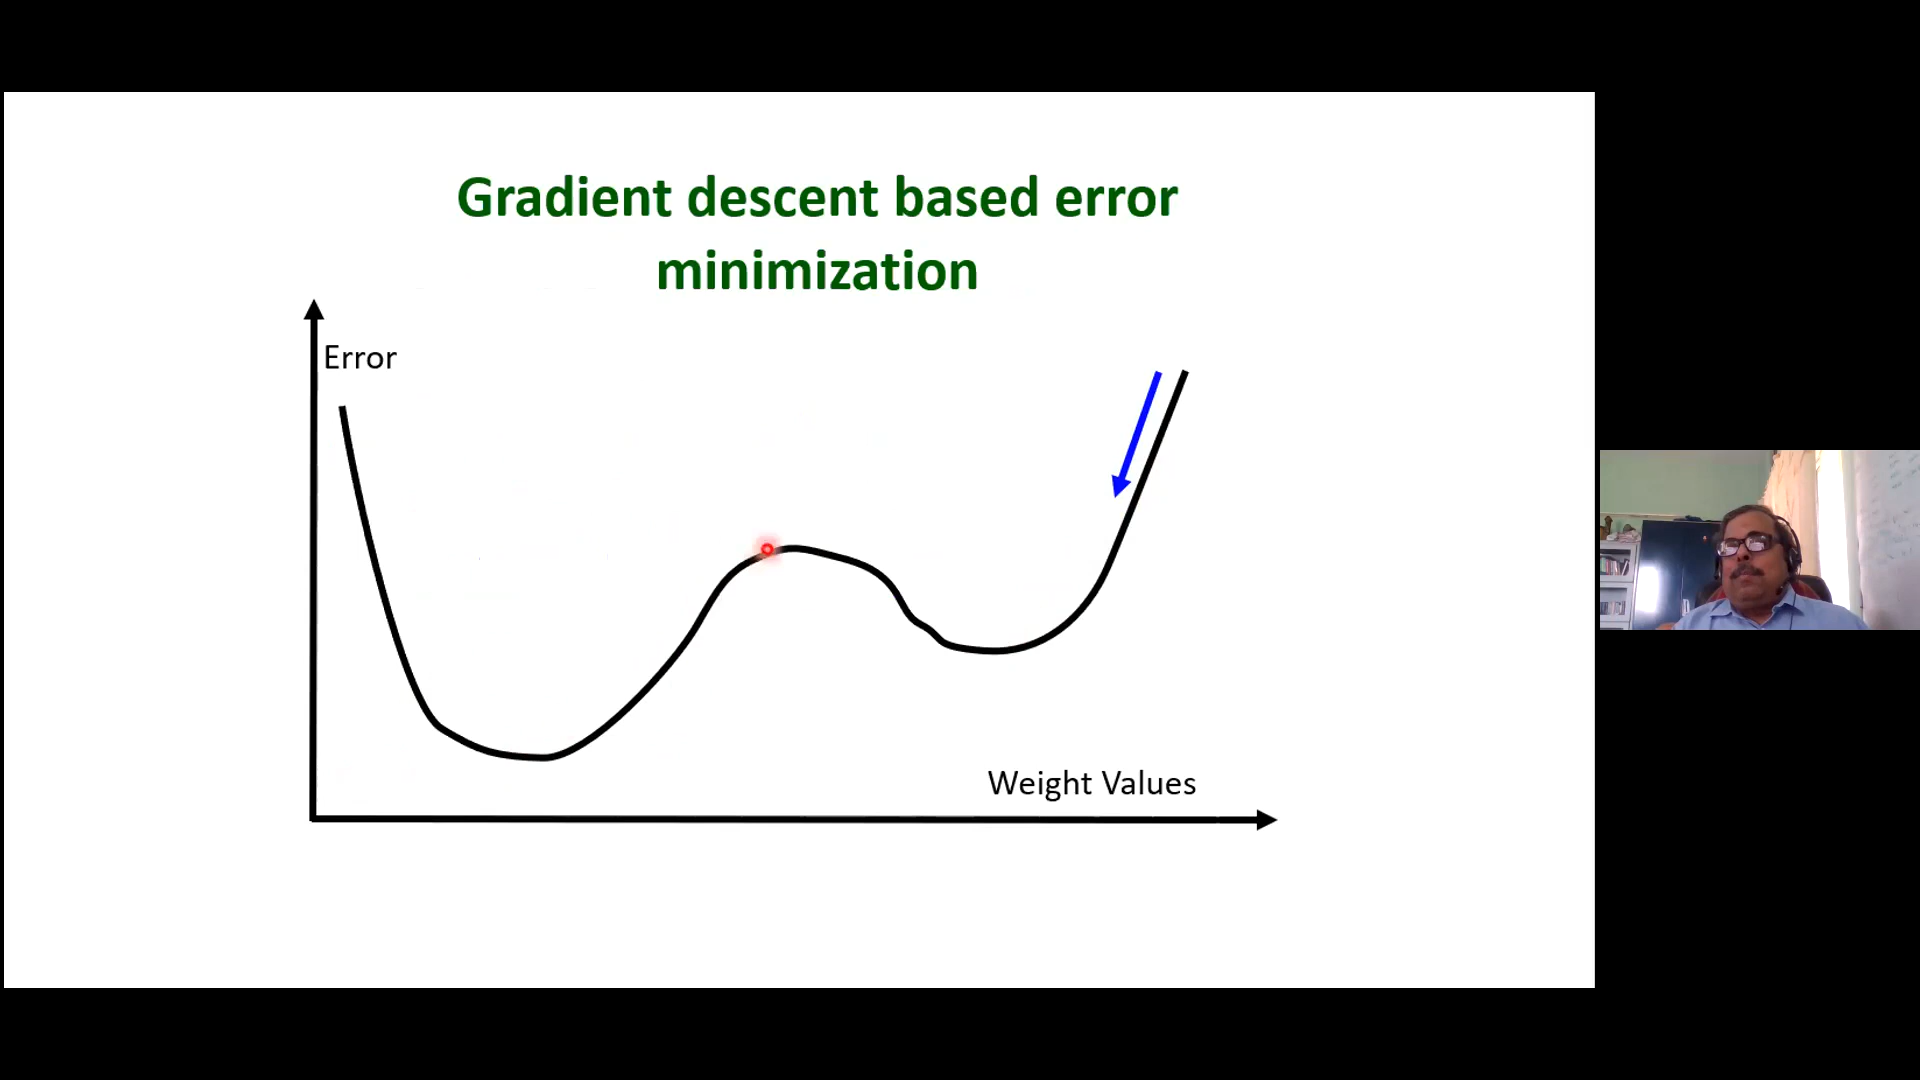 Gradient descent based error
minimization
Error
Weight Values